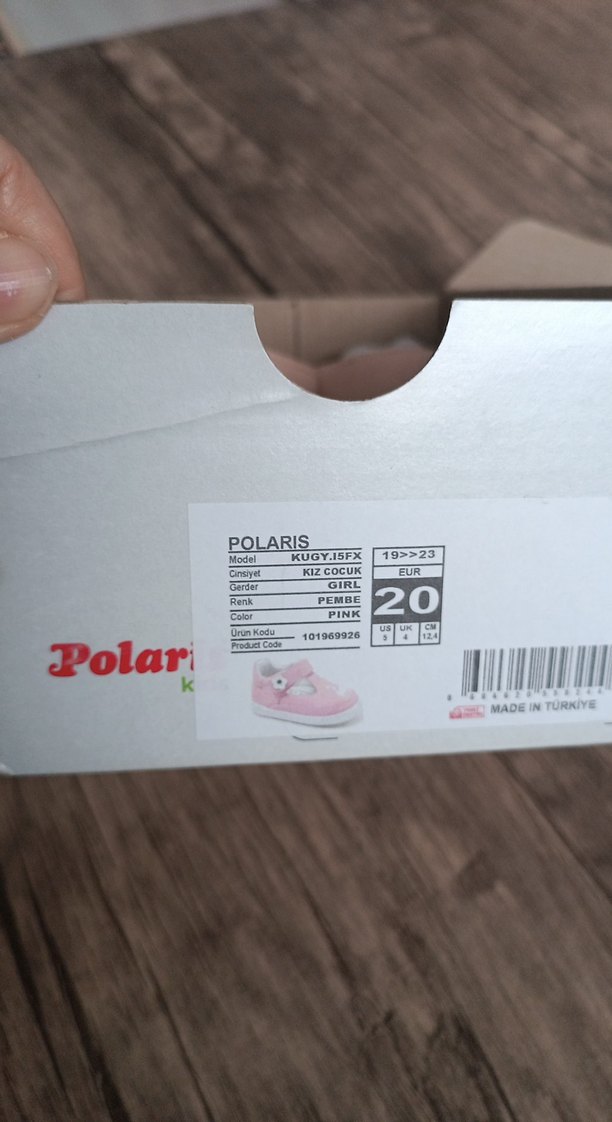 POLARIS
Model KUGY.I5FX
Cinsiyet KIZ COCUK
Gerder GIRL
Renk PEMBE
Color PINK
Ürün Kodu
Product Code 101969926
19>>23
EUR
20
US UK CM
5 4 12,4
Polari
MADE IN TÜRKİYE